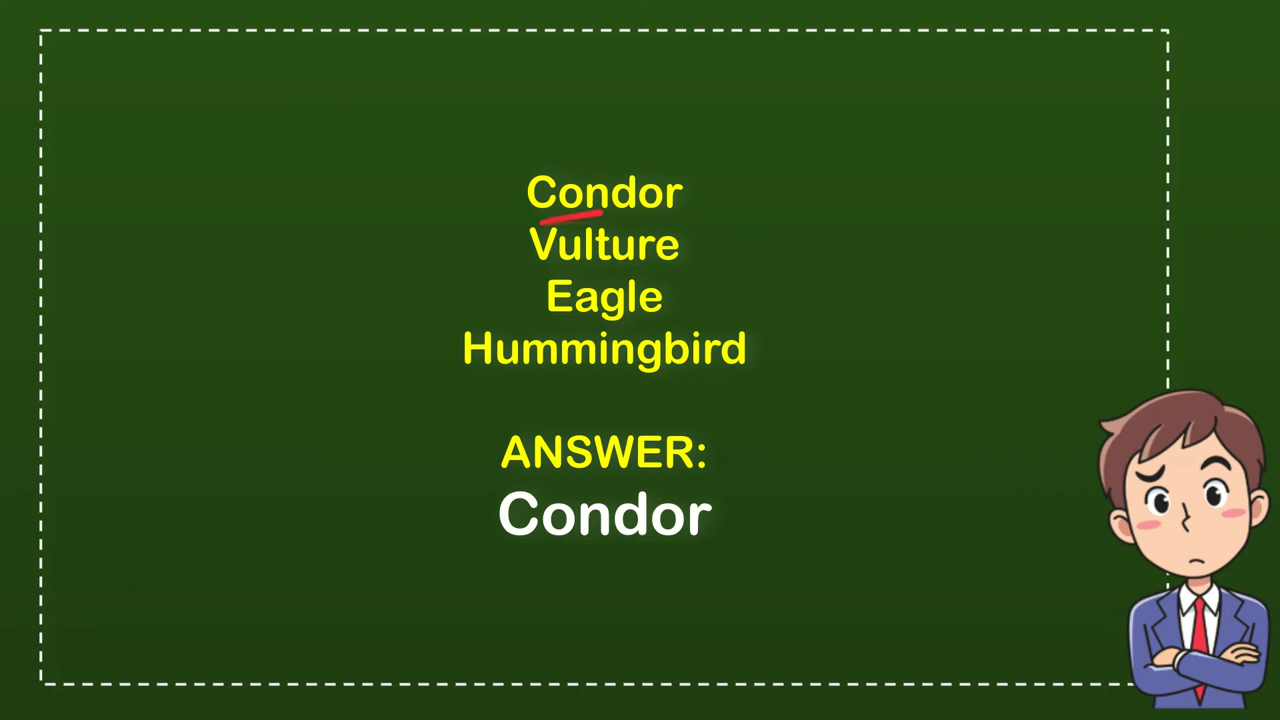 Condor
Vulture
Eagle
Hummingbird
ANSWER:
Condor